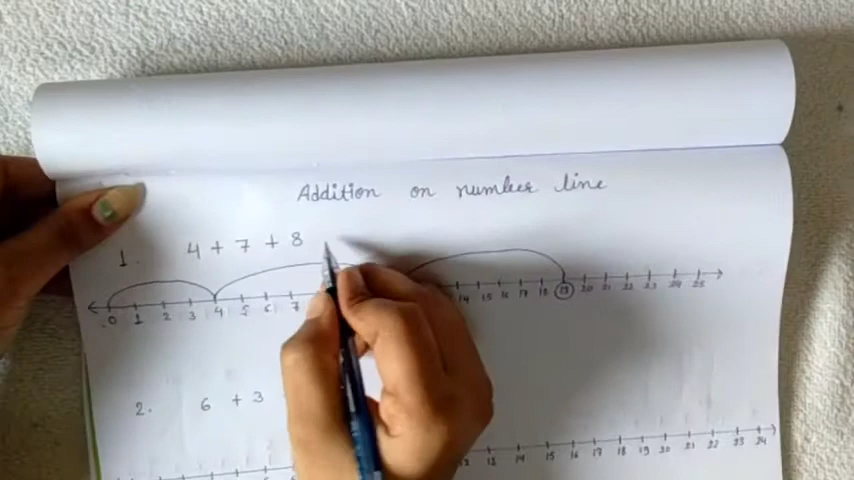 Addition on number line
1. 4 + 7 + 8
0 1 2 3 4 5 6 7 14 15 16 17 18 19 20 21 22 23 24 25
2. 6 + 3
12 13 14 15 16 17 18 19 20 21 22 23 24